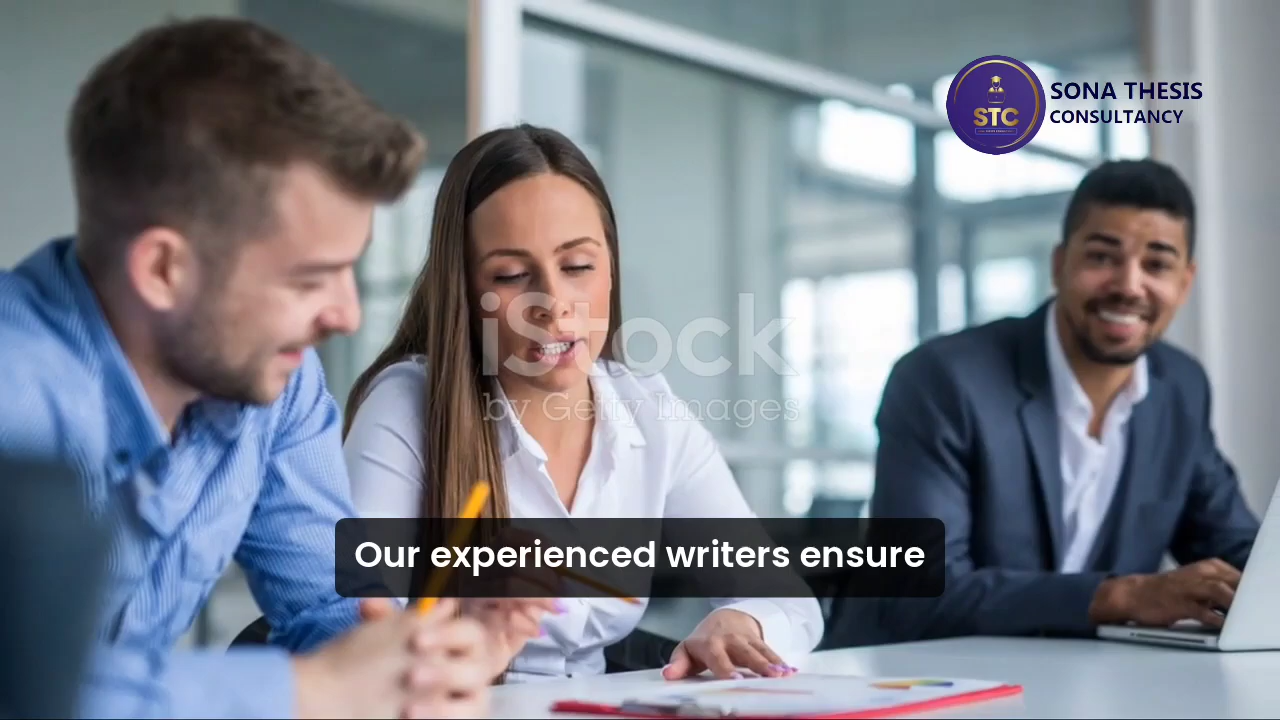 SONA THESIS
CONSULTANCY
STC
iStock
by Getty Images
Our experienced writers ensure